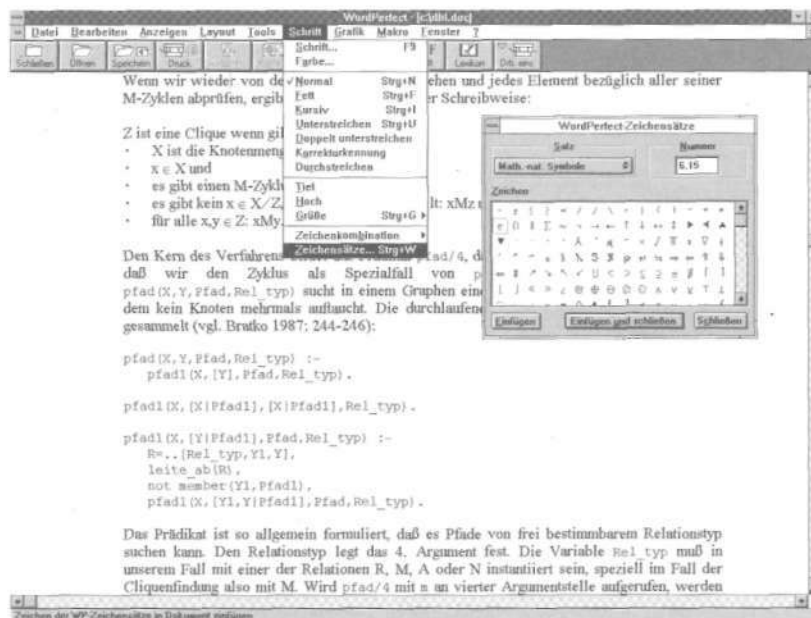 WordPerfect - [c:\dhl.doc]
Datei Bearbeiten Anzeigen Layout Tools Schrift Grafik Makro Fenster ?
Schließen Öffnen Speichern Druck Lexikon
Schrift... F9
Farbe...
Normal Strg+N
Fett Strg+F
Kursiv Strg+I
Unterstreichen Strg+U
Doppelt unterstreichen
Korrekturkennung
Durchstreichen
Tief
Hoch
Größe Strg+G
Zeichenkombination
Zeichensätze... Strg+W
WordPerfect-Zeichensätze
Satz Nummer
Math.-nat. Symbole 6,15
Zeichen
Einfügen Einfügen und schließen Schließen
Wenn wir wieder von de ehen und jedes Element bezüglich aller seiner
M-Zyklen abprüfen, ergib er Schreibweise:
Z ist eine Clique wenn gil
· X ist die Knotenmeng
· x ∈ X und
· es gibt einen M-Zykl
· es gibt kein x ∈ X/Z, lt: xMz
· für alle x,y ∈ Z: xMy.
Den Kern des Verfahrens pfad/4, da
daß wir den Zyklus als Spezialfall von
pfad(X,Y,Pfad,Rel_typ) sucht in einem Graphen eine
dem kein Knoten mehrmals auftaucht. Die durchlaufene
gesammelt (vgl. Bratko 1987: 244-246):
pfad(X,Y,Pfad,Rel_typ) :-
pfad1(X,[Y],Pfad,Rel_typ).
pfad1(X,[X|Pfad1],[X|Pfad1],Rel_typ).
pfad1(X,[Y|Pfad1],Pfad,Rel_typ) :-
R=..[Rel_typ,Y1,Y],
leite_ab(R),
not member(Y1,Pfad1),
pfad1(X,[Y1,Y|Pfad1],Pfad,Rel_typ).
Das Prädikat ist so allgemein formuliert, daß es Pfade von frei bestimmbarem Relationstyp
suchen kann. Den Relationstyp legt das 4. Argument fest. Die Variable Rel_typ muß in
unserem Fall mit einer der Relationen R, M, A oder N instantiiert sein, speziell im Fall der
Cliquenfindung also mit M. Wird pfad/4 mit m an vierter Argumentstelle aufgerufen, werden
Zeichen der WP-Zeichensätze in Dokument einfügen